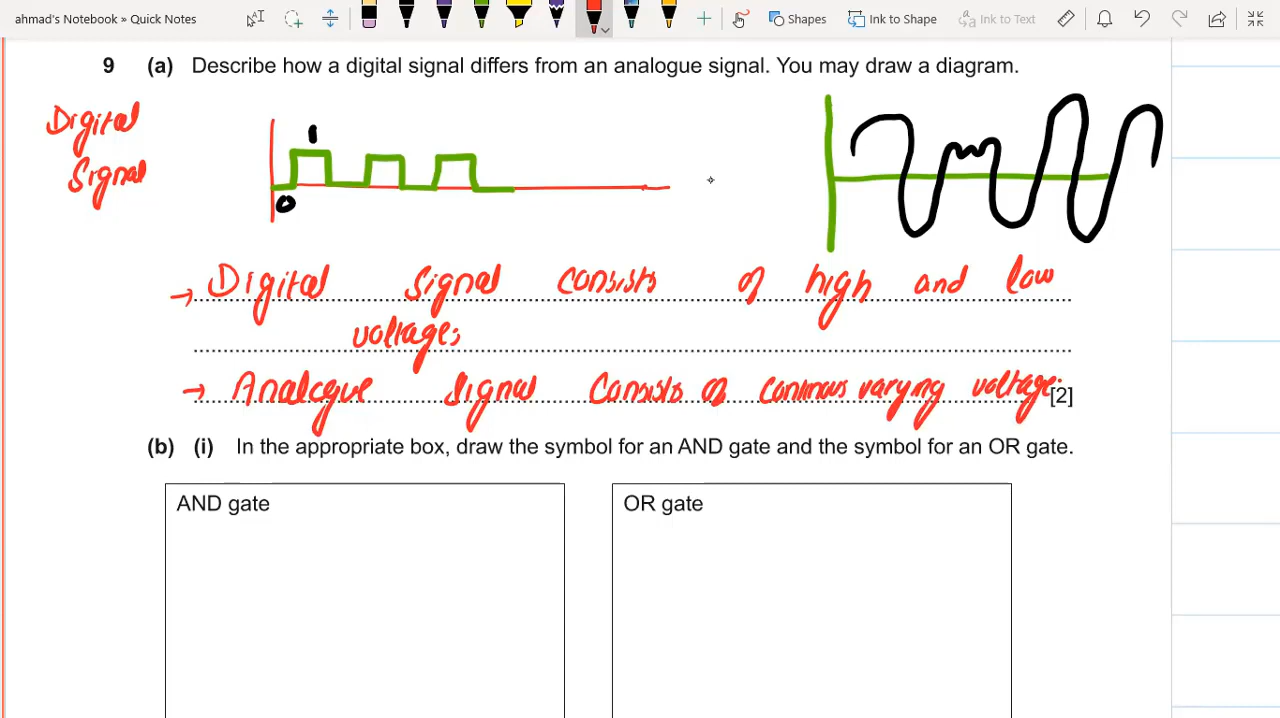 ahmad's Notebook » Quick Notes
Shapes
Ink to Shape
Ink to Text
9 (a) Describe how a digital signal differs from an analogue signal. You may draw a diagram.
Digital
Signal
1
0
→ Digital Signal consists of high and low
voltages
→ Analogue Signal Consists of varying voltage. [2]
(b) (i) In the appropriate box, draw the symbol for an AND gate and the symbol for an OR gate.
AND gate
OR gate